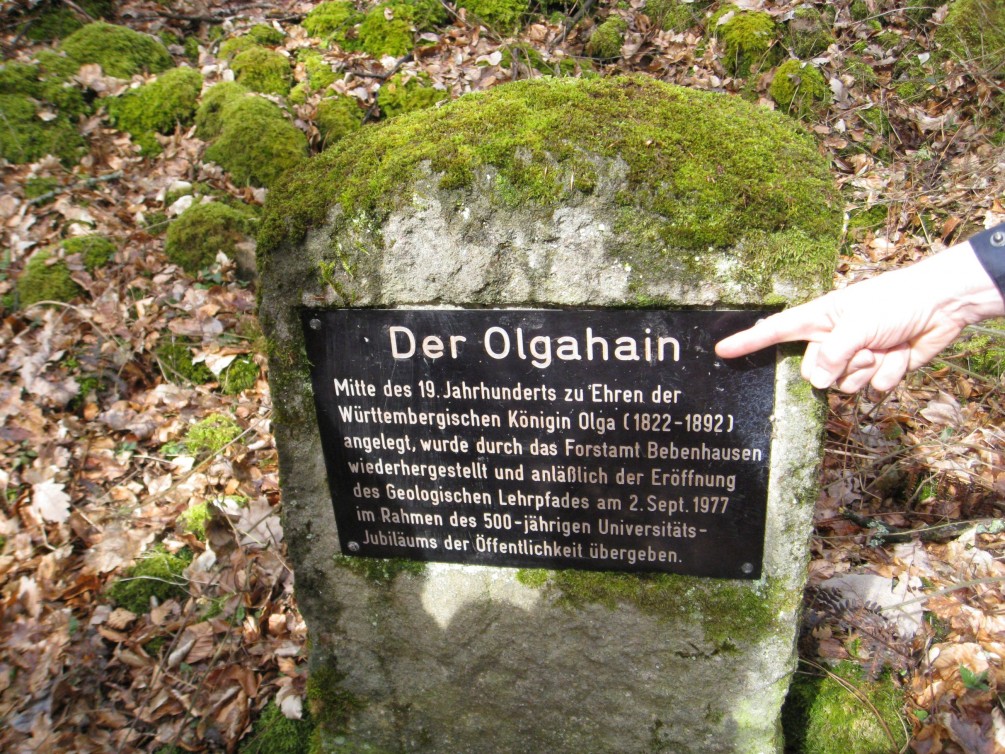 Der Olgahain
Mitte des 19. Jahrhunderts zu Ehren der
Württembergischen Königin Olga (1822-1892)
angelegt, wurde durch das Forstamt Bebenhausen
wiederhergestellt und anläßlich der Eröffnung
des Geologischen Lehrpfades am 2. Sept. 1977
im Rahmen des 500-jährigen Universitäts-
Jubiläums der Öffentlichkeit übergeben.